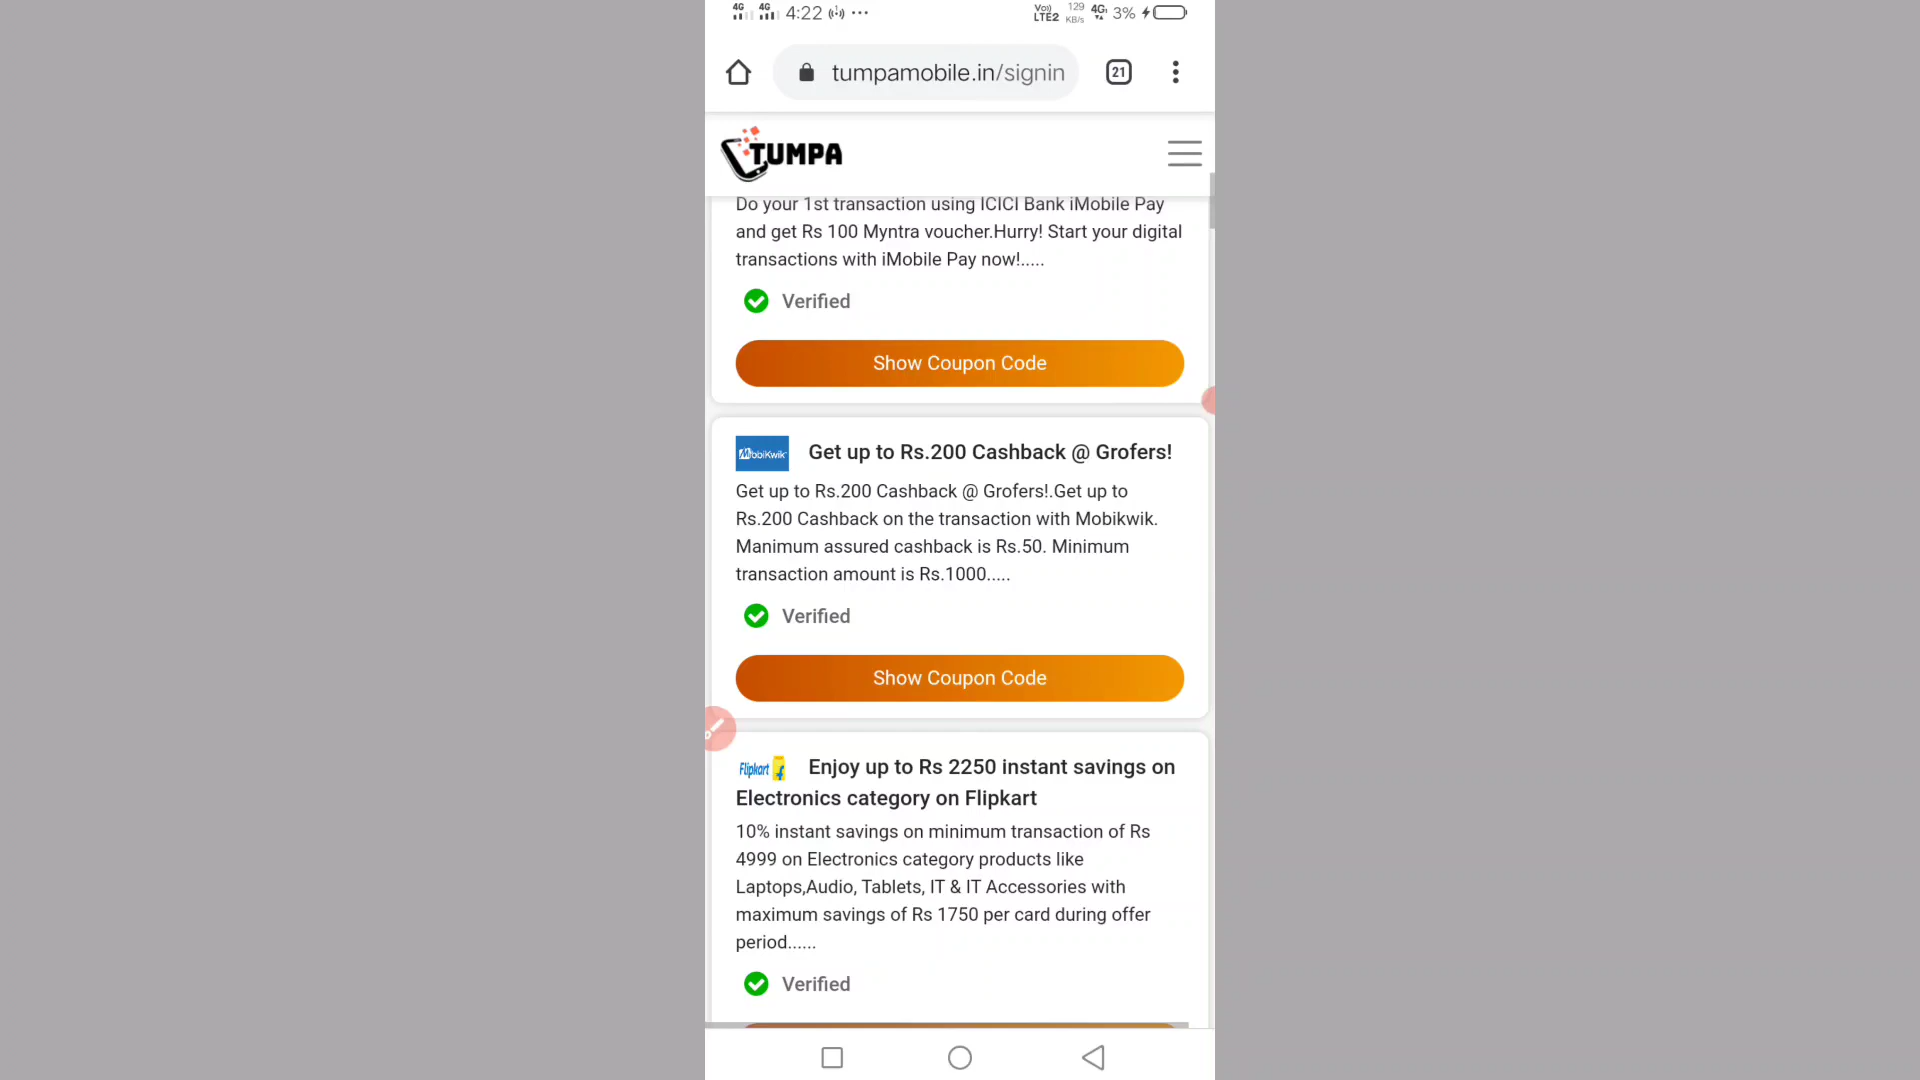 4G 4G 4:22 Vo)) LTE2 129 KB/s 4G 3%
tumpamobile.in/signin 21
TUMPA
Do your 1st transaction using ICICI Bank iMobile Pay
and get Rs 100 Myntra voucher.Hurry! Start your digital
transactions with iMobile Pay now!.....
Verified
Show Coupon Code
MobiKwik Get up to Rs.200 Cashback @ Grofers!
Get up to Rs.200 Cashback @ Grofers!.Get up to
Rs.200 Cashback on the transaction with Mobikwik.
Manimum assured cashback is Rs.50. Minimum
transaction amount is Rs.1000.....
Verified
Show Coupon Code
Flipkart Enjoy up to Rs 2250 instant savings on
Electronics category on Flipkart
10% instant savings on minimum transaction of Rs
4999 on Electronics category products like
Laptops,Audio, Tablets, IT & IT Accessories with
maximum savings of Rs 1750 per card during offer
period......
Verified